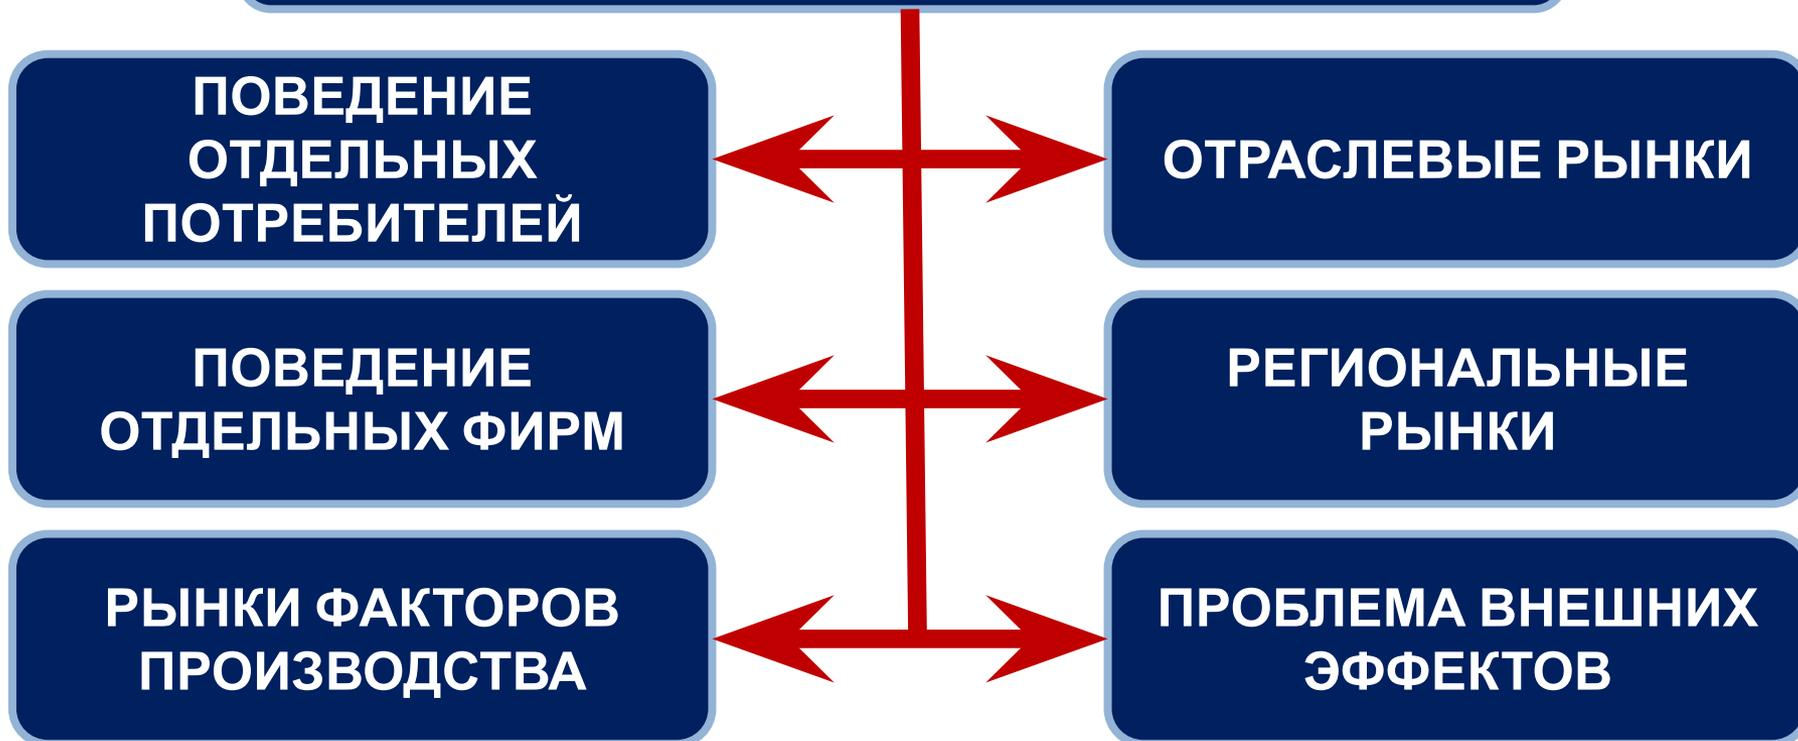 ПОВЕДЕНИЕ
ОТДЕЛЬНЫХ
ПОТРЕБИТЕЛЕЙ
ОТРАСЛЕВЫЕ РЫНКИ
ПОВЕДЕНИЕ
ОТДЕЛЬНЫХ ФИРМ
РЕГИОНАЛЬНЫЕ
РЫНКИ
РЫНКИ ФАКТОРОВ
ПРОИЗВОДСТВА
ПРОБЛЕМА ВНЕШНИХ
ЭФФЕКТОВ